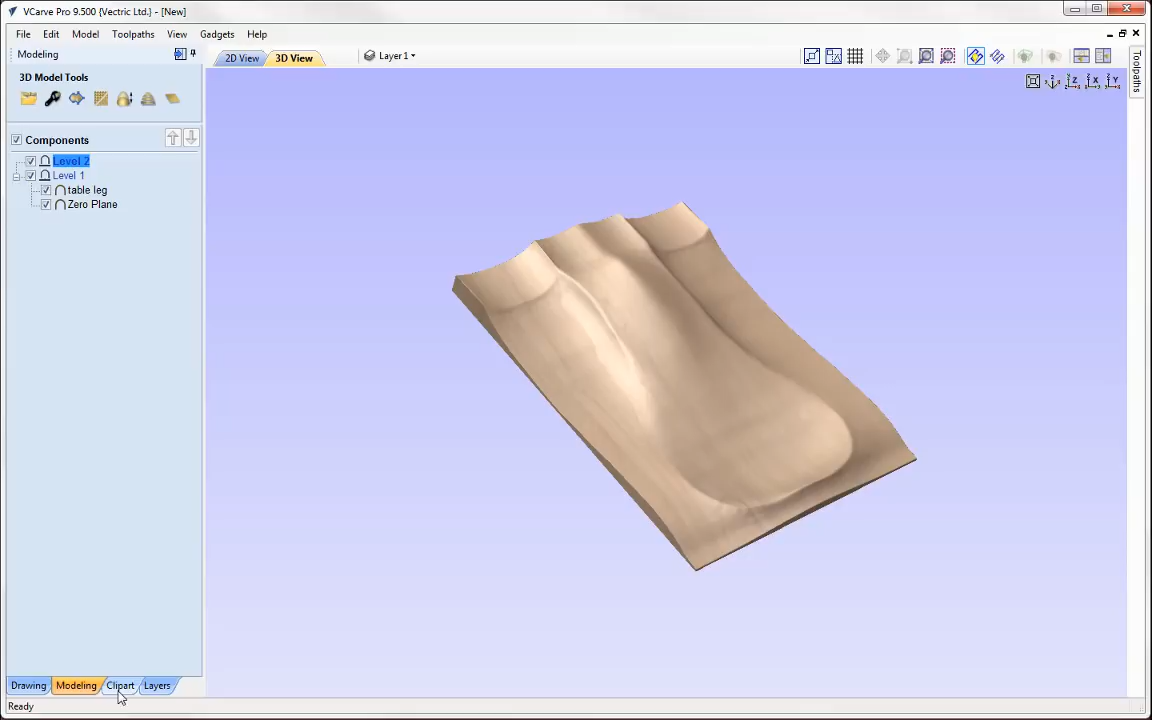 VCarve Pro 9.500 {Vectric Ltd.} - [New]
File Edit Model Toolpaths View Gadgets Help
Modeling
2D View 3D View Layer 1
3D Model Tools
Z X Y
Toolpaths
Components
Level 2
Level 1
table leg
Zero Plane
Drawing Modeling Clipart Layers
Ready